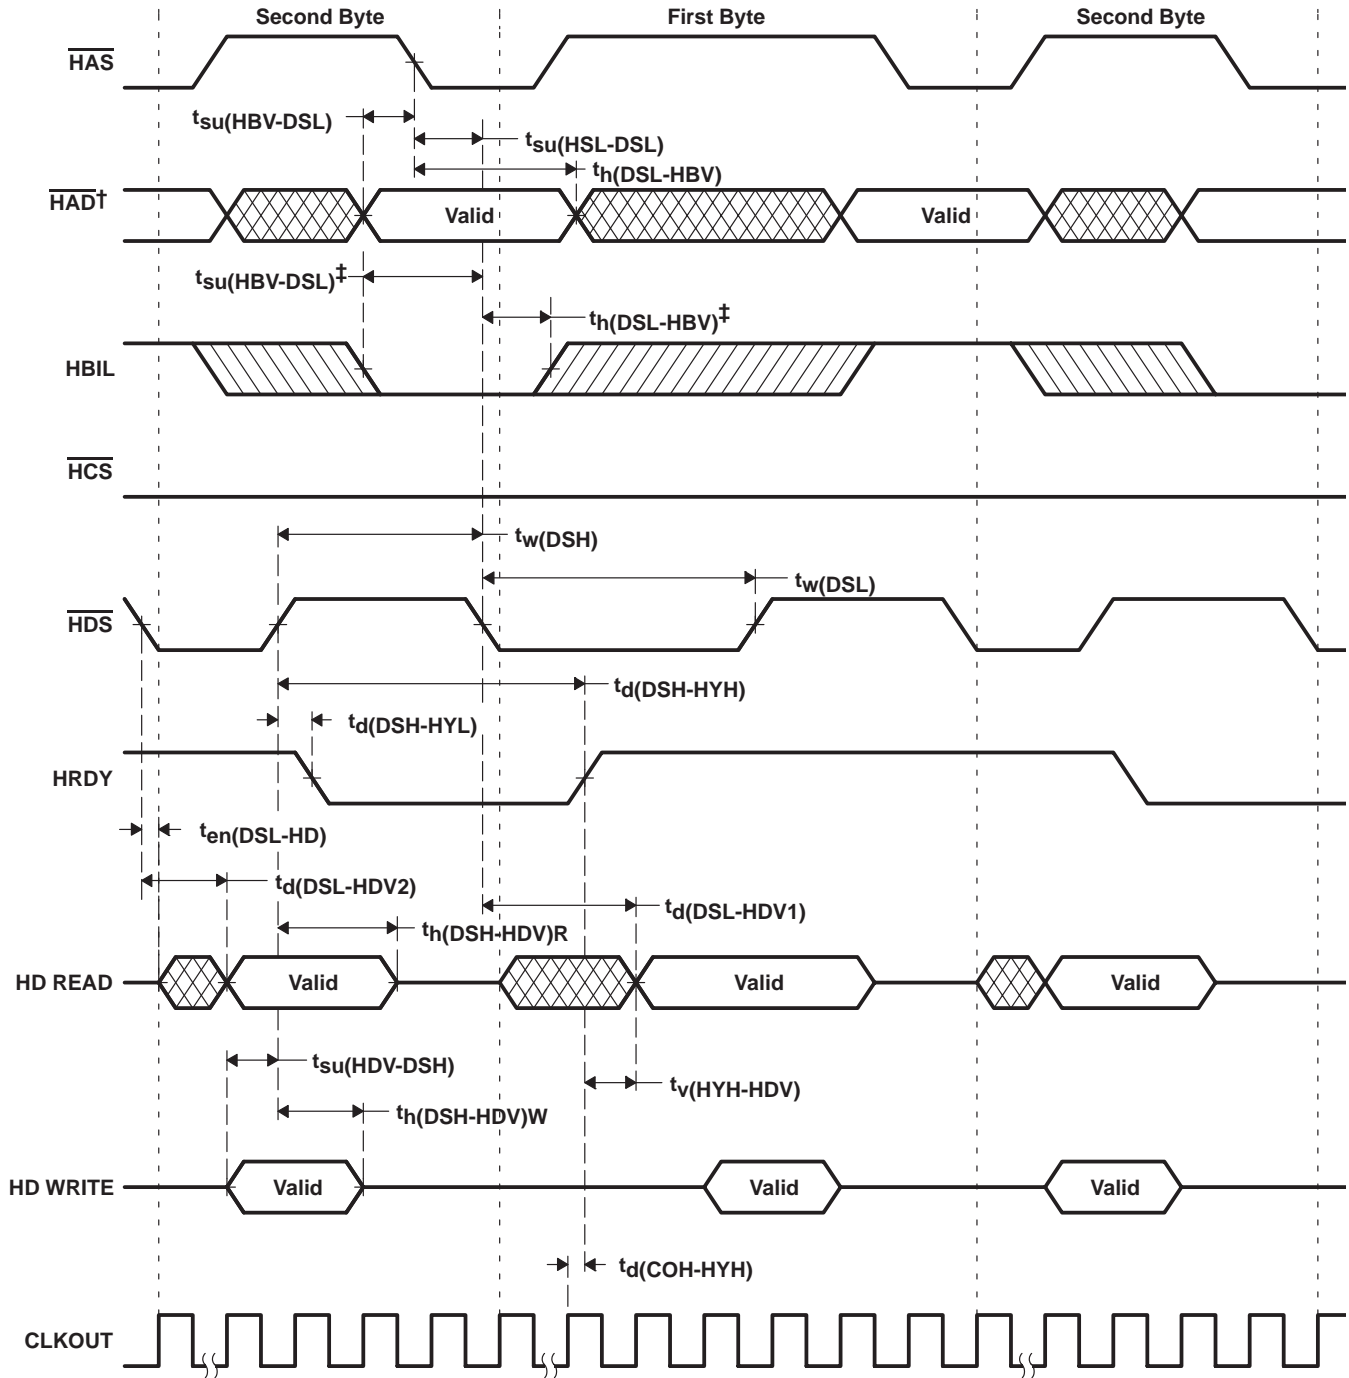 Second Byte First Byte Second Byte
HAS
tsu(HBV-DSL)
tsu(HSL-DSL)
th(DSL-HBV)
HAD†
Valid Valid
tsu(HBV-DSL)‡
th(DSL-HBV)‡
HBIL
HCS
tw(DSH)
tw(DSL)
HDS
td(DSH-HYH)
td(DSH-HYL)
HRDY
ten(DSL-HD)
td(DSL-HDV2)
td(DSL-HDV1)
th(DSH-HDV)R
HD READ Valid Valid Valid
tsu(HDV-DSH)
tv(HYH-HDV)
th(DSH-HDV)W
HD WRITE Valid Valid Valid
td(COH-HYH)
CLKOUT